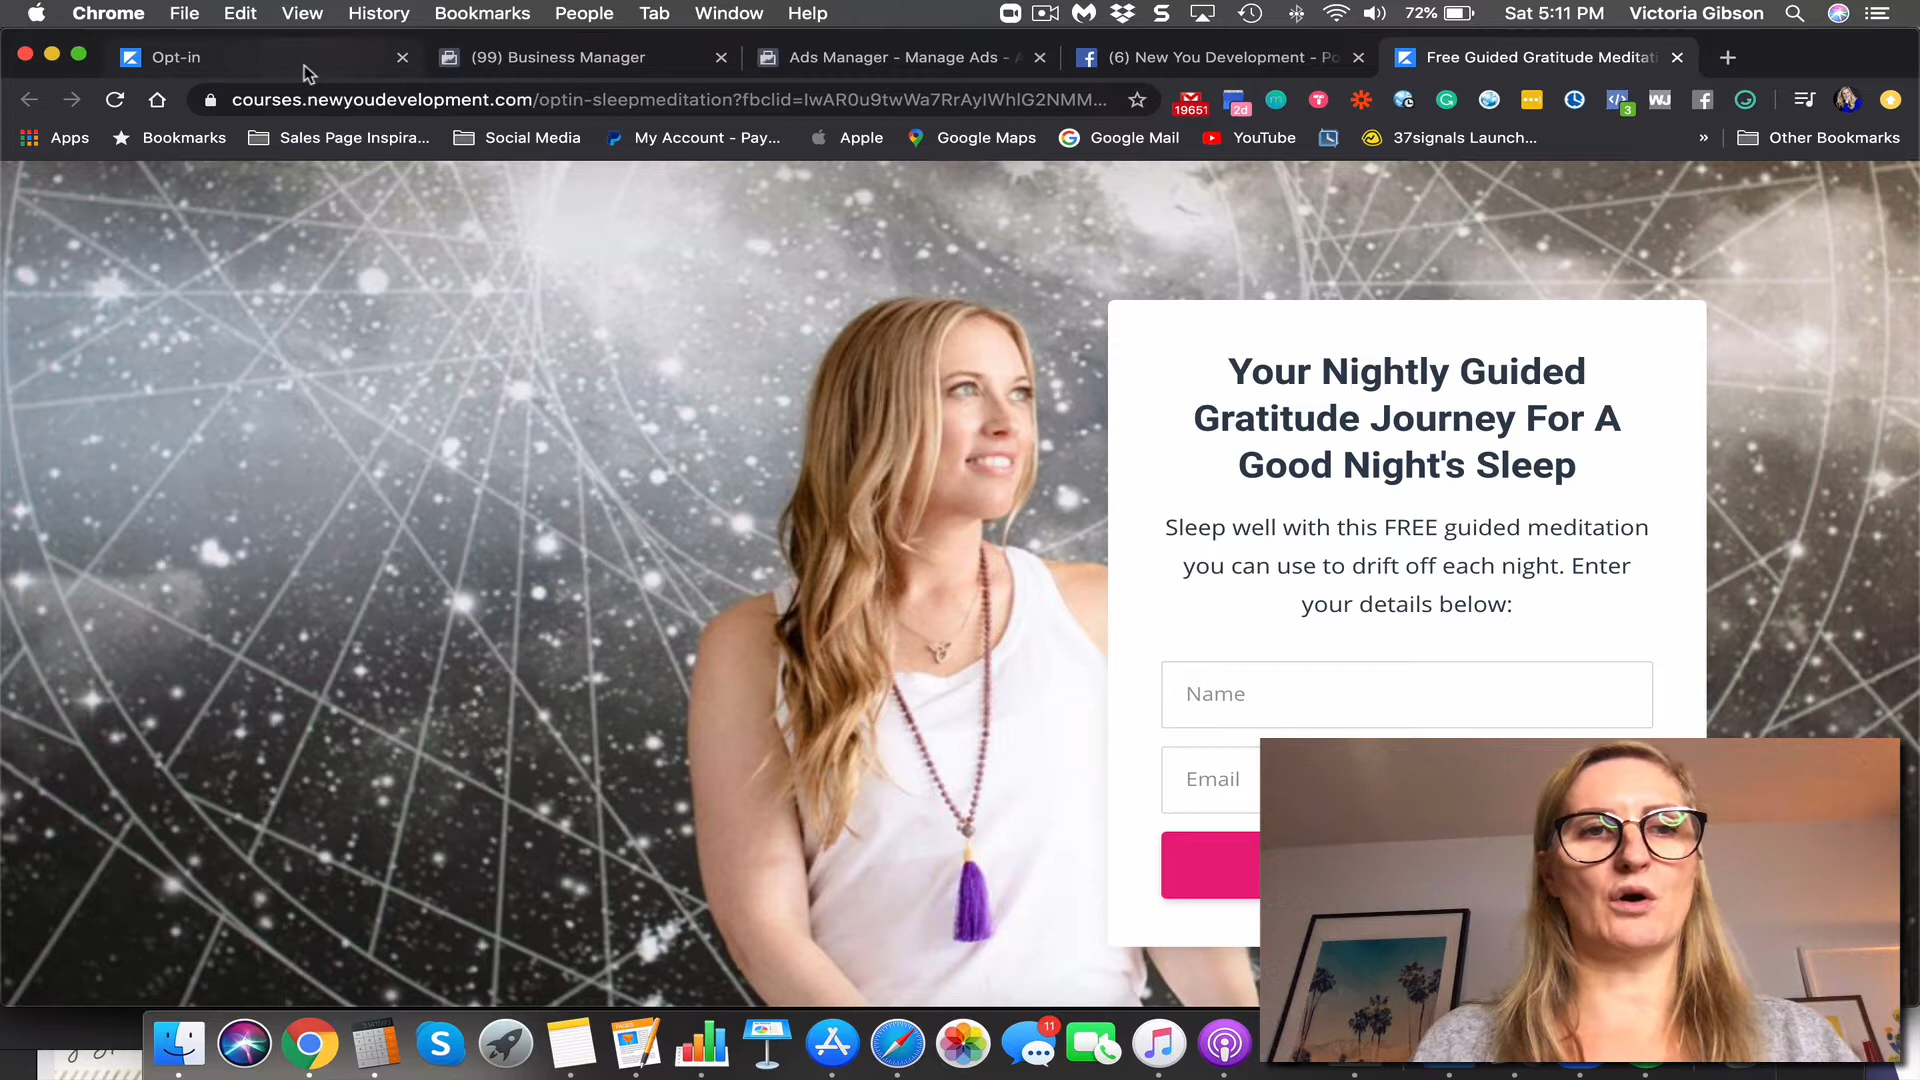 Chrome File Edit View History Bookmarks People Tab Window Help 72% Sat 5:11 PM Victoria Gibson
Opt-in (99) Business Manager Ads Manager - Manage Ads - (6) New You Development - Po Free Guided Gratitude Meditati
courses.newyoudevelopment.com/optin-sleepmeditation?fbclid=IwAR0u9twWa7RrAyIWhlG2NMM... 19651 2d 3
Apps Bookmarks Sales Page Inspira... Social Media My Account - Pay... Apple Google Maps Google Mail YouTube 37signals Launch... » Other Bookmarks
Your Nightly Guided
Gratitude Journey For A
Good Night's Sleep
Sleep well with this FREE guided meditation
you can use to drift off each night. Enter
your details below:
Name
Email
11